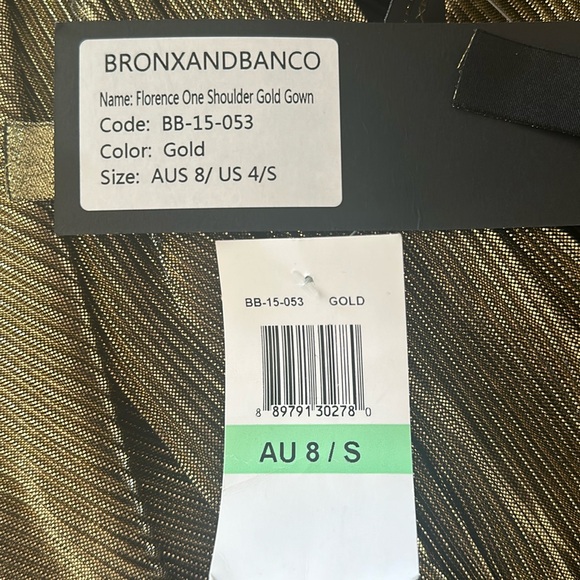 BRONXANDBANCO
Name: Florence One Shoulder Gold Gown
Code: BB-15-053
Color: Gold
Size: AUS 8/ US 4/S
BB-15-053 GOLD
8 89791 30278 0
AU 8 / S